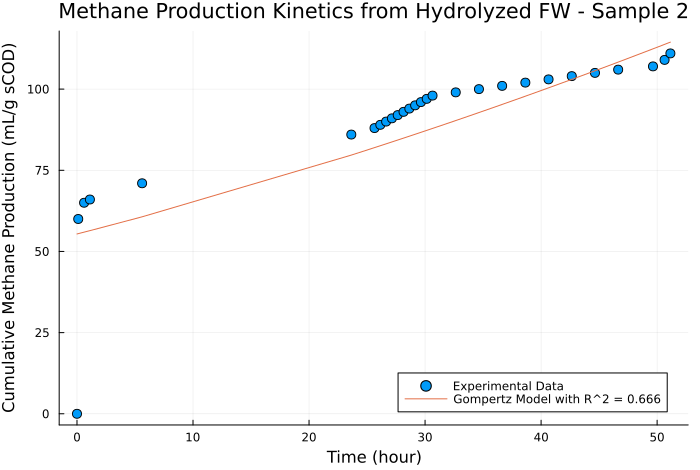 Methane Production Kinetics from Hydrolyzed FW - Sample 2
Cumulative Methane Production (mL/g sCOD)
100
75
50
25
0
0
10
20
30
40
50
Time (hour)
Experimental Data
Gompertz Model with R^2 = 0.666